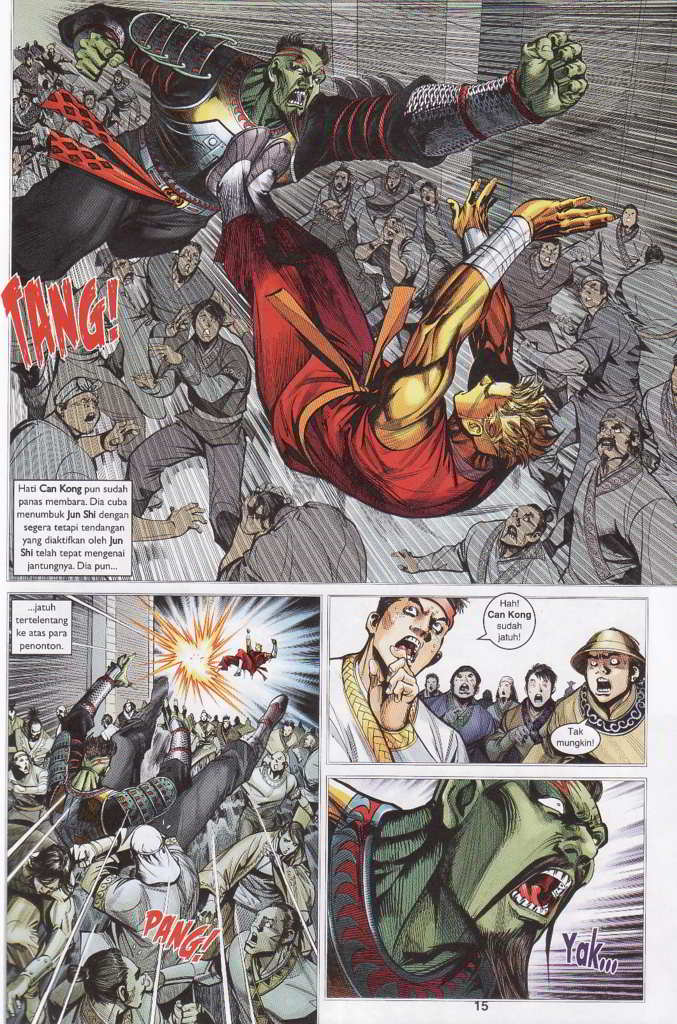 TANG!
Hati Can Kong pun sudah
panas membara. Dia cuba
menumbuk Jun Shi dengan
segera tetapi tendangan
yang diaktifkan oleh Jun
Shi telah tepat mengenai
jantungnya. Dia pun...
...jatuh
tertelentang
ke atas para
penonton.
PANG!
Hah!
Can Kong
sudah
jatuh!
Tak
mungkin!
Yak...
15